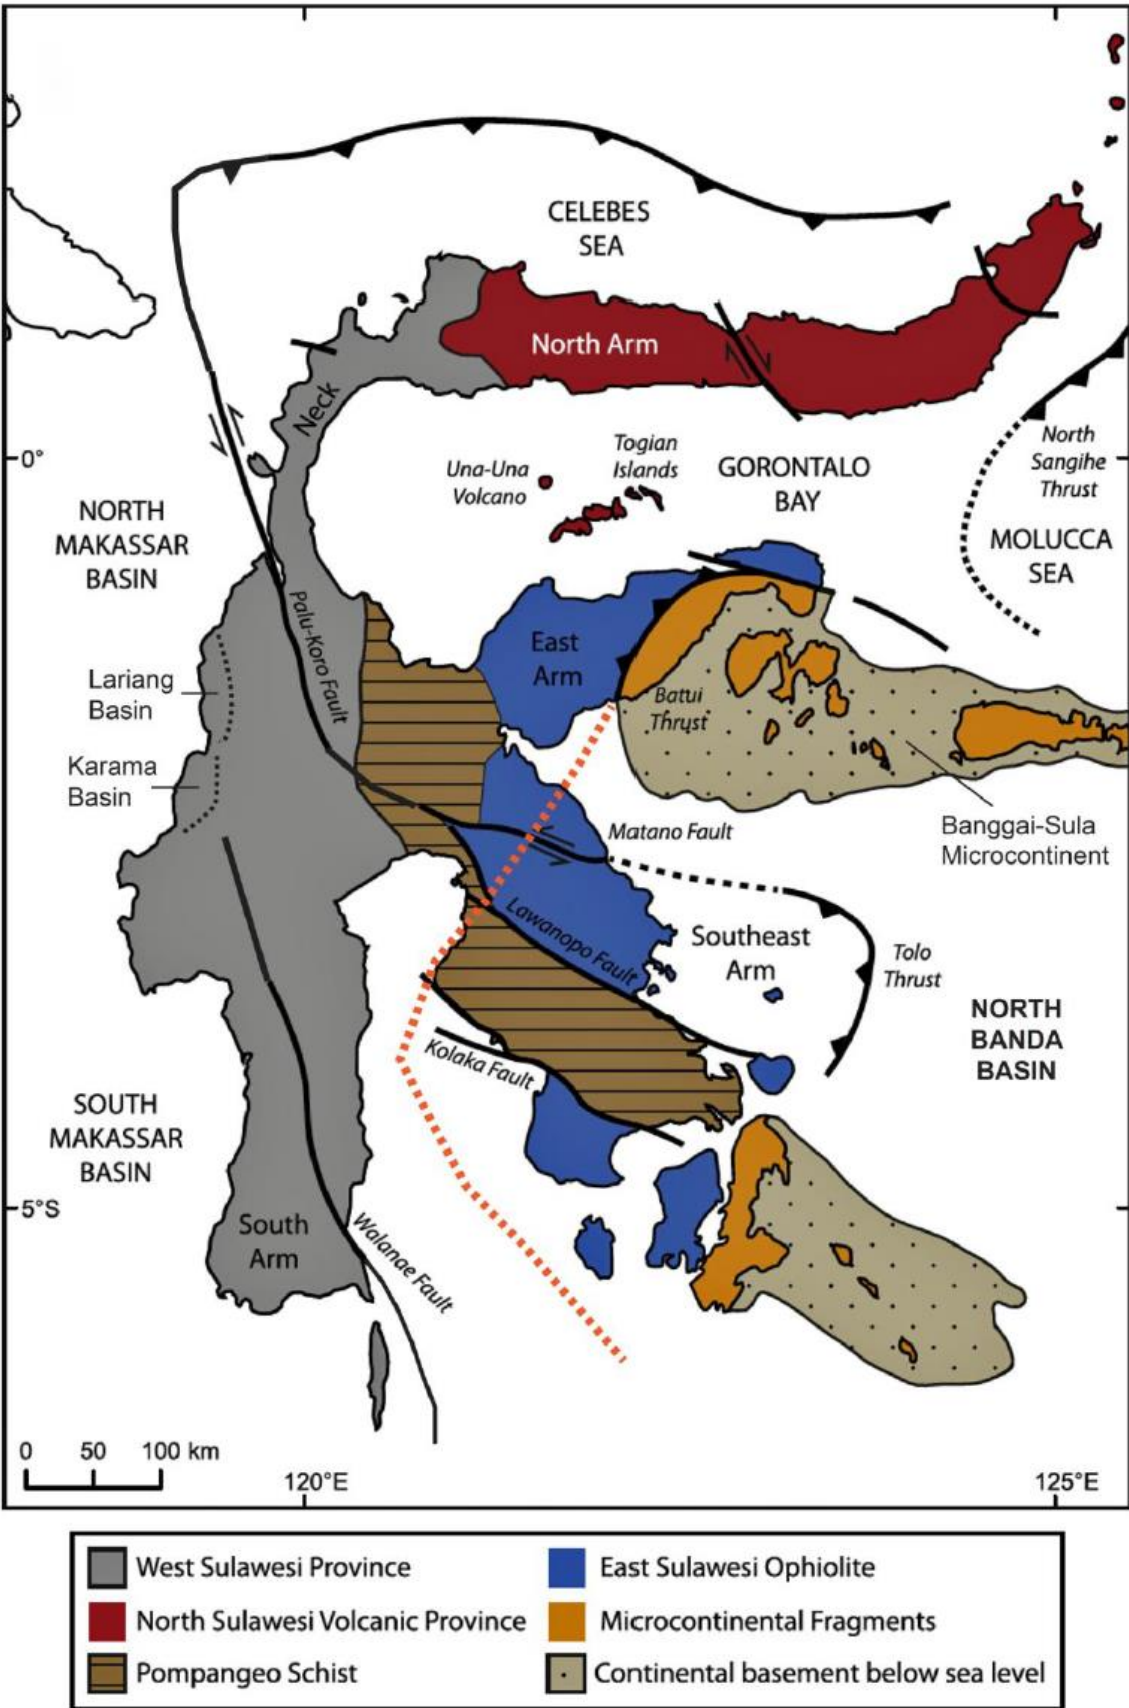 CELEBES
SEA
North Arm
Neck
0°
Una-Una
Volcano
Togian
Islands
GORONTALO
BAY
North
Sangihe
Thrust
MOLUCCA
SEA
NORTH
MAKASSAR
BASIN
Palu-Koro Fault
East
Arm
Batui
Thrust
Lariang
Basin
Karama
Basin
Matano Fault
Banggai-Sula
Microcontinent
Lawanopo Fault
Southeast
Arm
Tolo
Thrust
NORTH
BANDA
BASIN
Kolaka Fault
SOUTH
MAKASSAR
BASIN
5°S
South
Arm
Walanae Fault
0 50 100 km
120°E
125°E
West Sulawesi Province
East Sulawesi Ophiolite
North Sulawesi Volcanic Province
Microcontinental Fragments
Pompangeo Schist
Continental basement below sea level